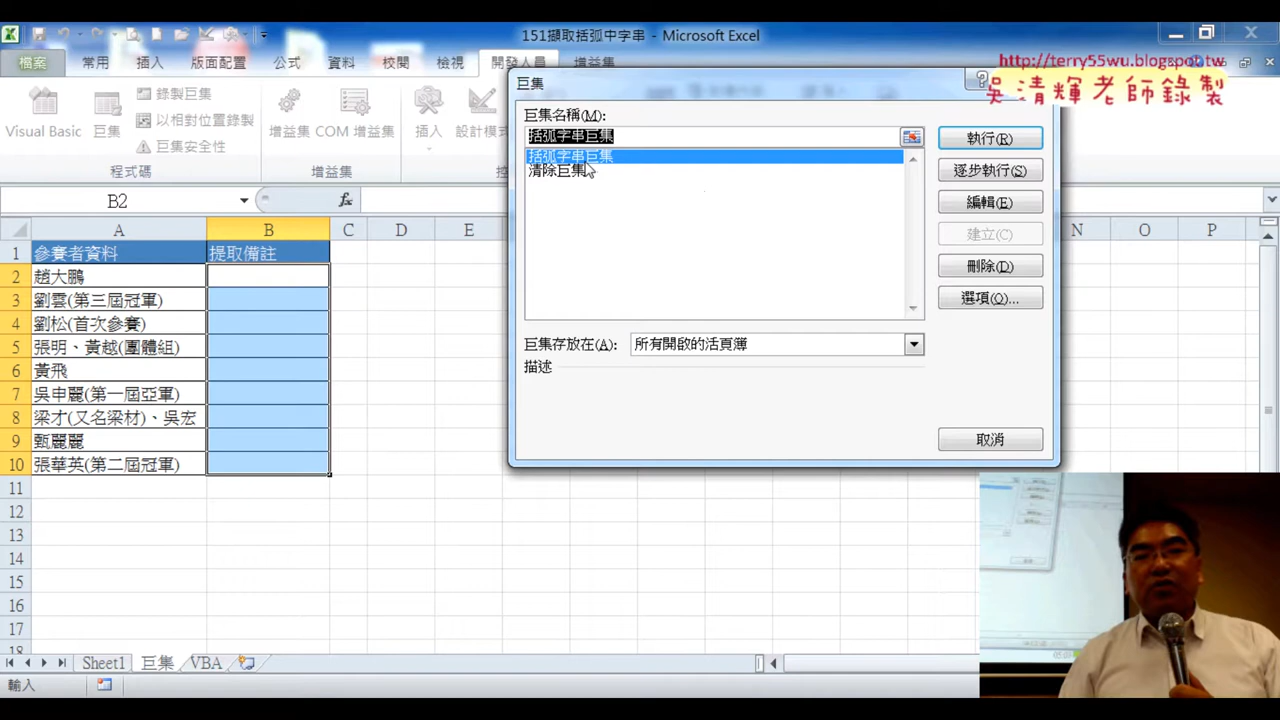 151擷取括弧中字串 - Microsoft Excel
http://terry55wu.blogspot.tw
吳清輝老師錄製
檔案 常用 插入 版面配置 公式 資料 校閱 檢視 開發人員 增益集
Visual Basic 巨集 錄製巨集 以相對位置錄製 巨集安全性
增益集 COM 增益集 插入 設計模式
程式碼 增益集
B2 fx
A B C D E N O P
1 參賽者資料 提取備註
2 趙大鵬
3 劉雲(第三屆冠軍)
4 劉松(首次參賽)
5 張明、黃越(團體組)
6 黃飛
7 吳申麗(第一屆亞軍)
8 梁才(又名梁材)、吳宏
9 甄麗麗
10 張華英(第二屆冠軍)
11
12
13
14
15
16
17
18
巨集
巨集名稱(M):
括弧字串巨集
括弧字串巨集
清除巨集
執行(R)
逐步執行(S)
編輯(E)
建立(C)
刪除(D)
選項(O)...
巨集存放在(A): 所有開啟的活頁簿
描述
取消
Sheet1 巨集 VBA
輸入